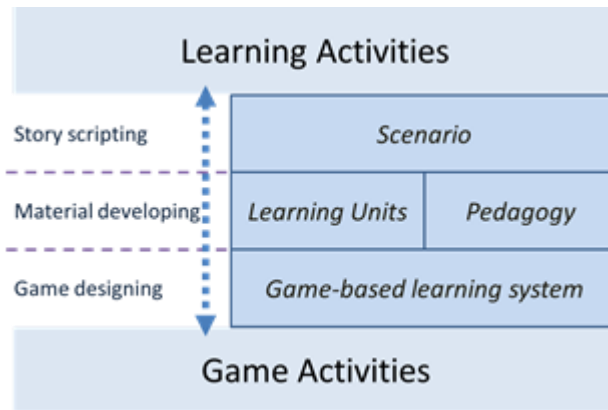 Learning Activities
Story scripting
Scenario
Material developing
Learning Units
Pedagogy
Game designing
Game-based learning system
Game Activities